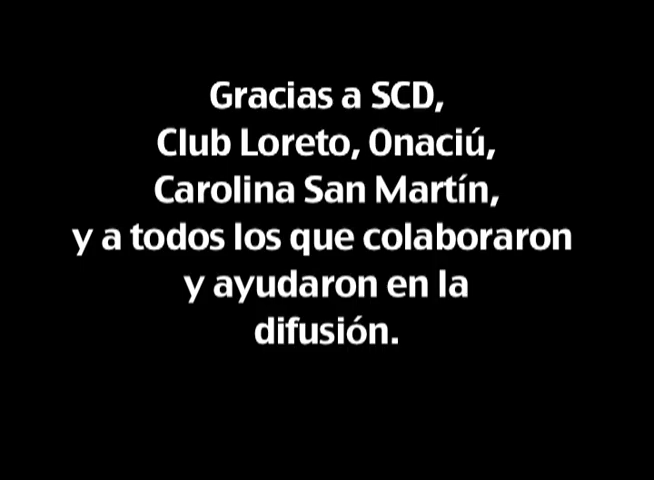 Gracias a SCD,
Club Loreto, Onaciú,
Carolina San Martín,
y a todos los que colaboraron
y ayudaron en la
difusión.